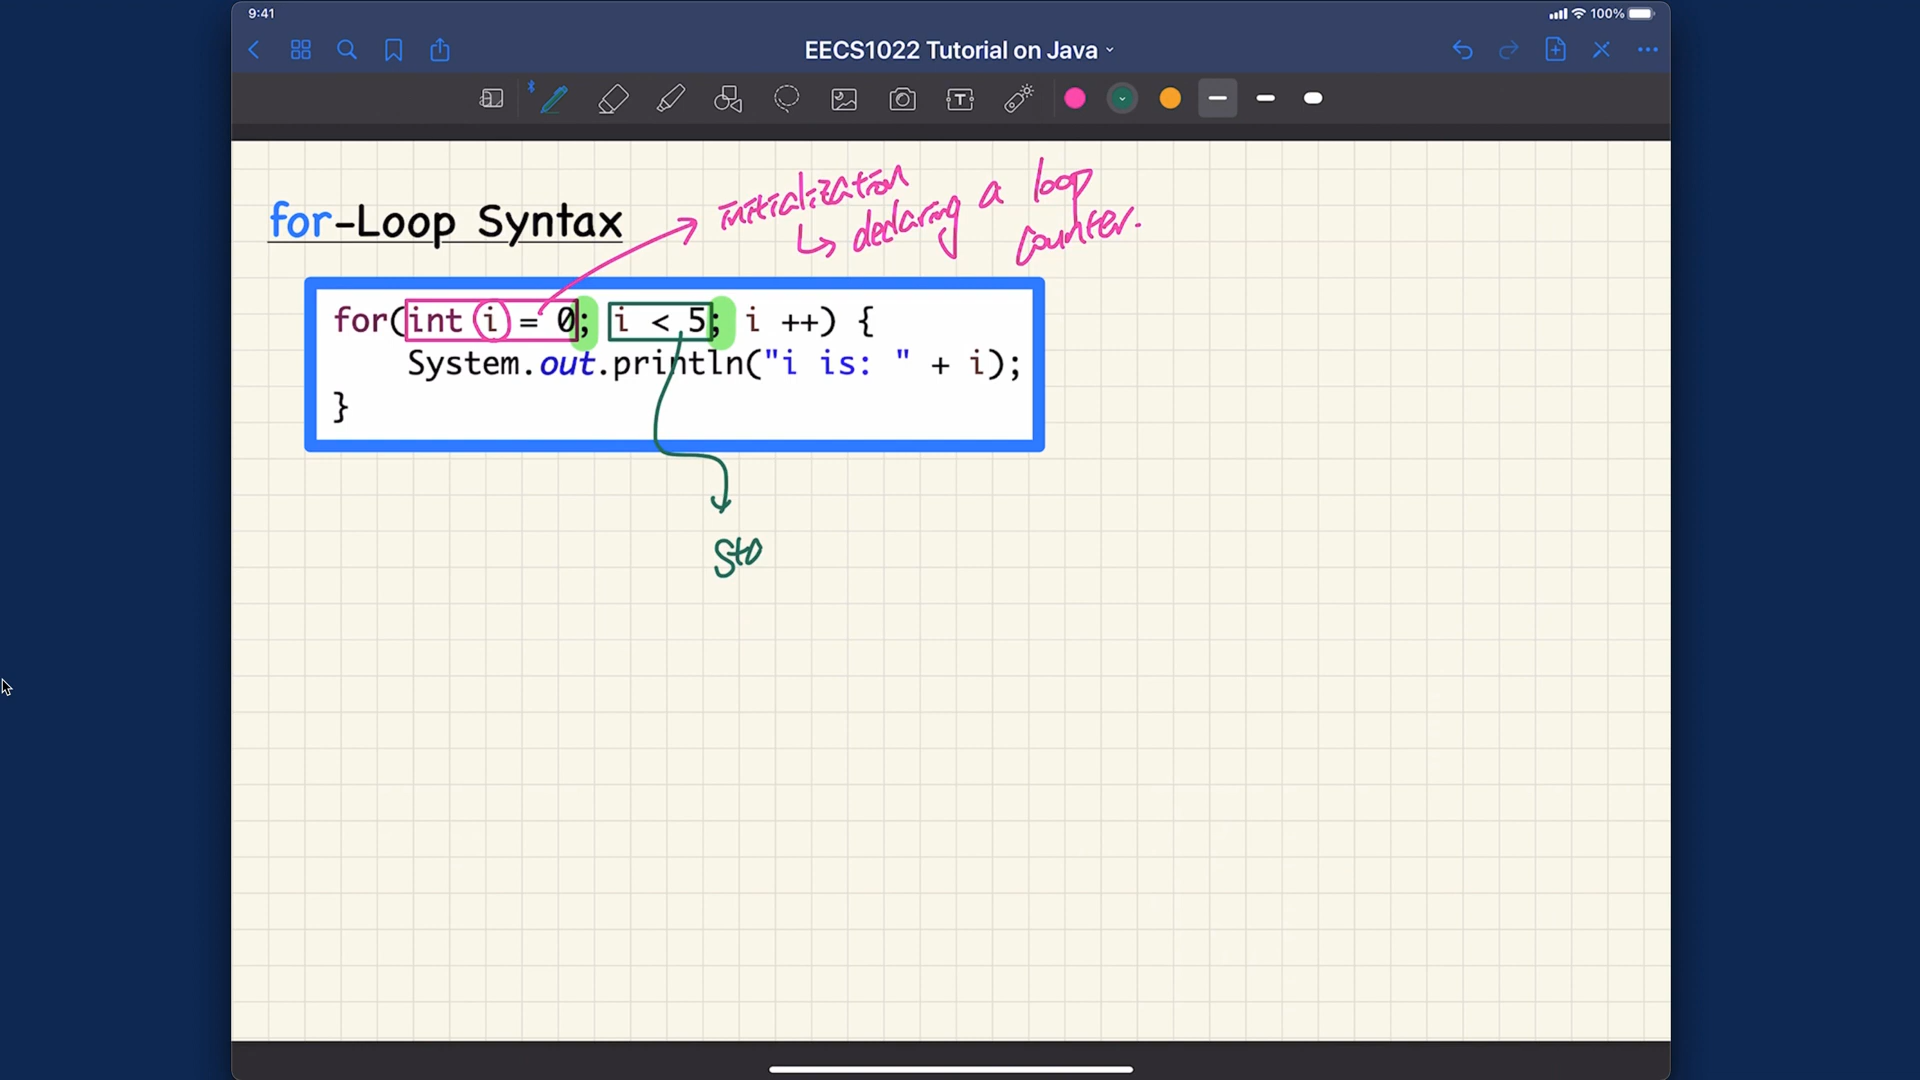 9:41
100%
EECS1022 Tutorial on Java
for-Loop Syntax
initialization
declaring a loop
counter.
for(int i = 0; i < 5; i ++) {
System.out.println("i is: " + i);
}
sto